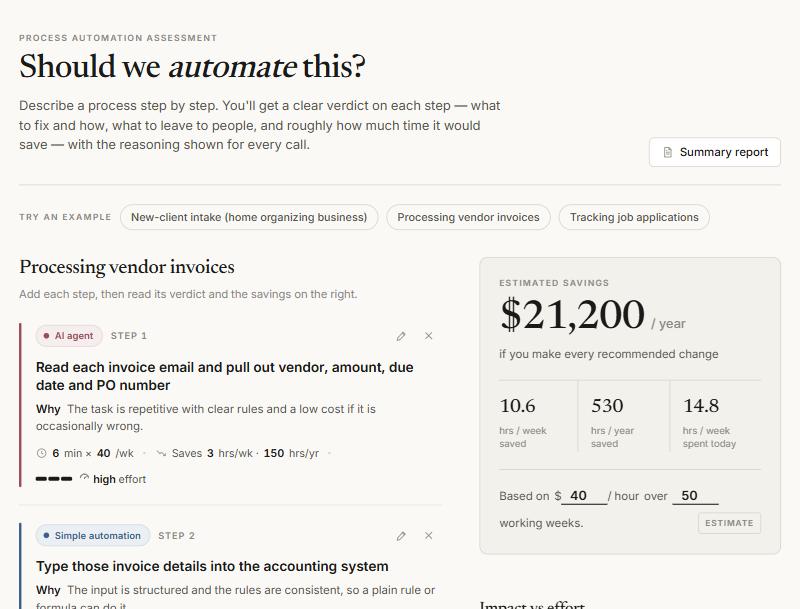 PROCESS AUTOMATION ASSESSMENT
Should we automate this?
Describe a process step by step. You'll get a clear verdict on each step — what
to fix and how, what to leave to people, and roughly how much time it would
save — with the reasoning shown for every call.
Summary report
TRY AN EXAMPLE
New-client intake (home organizing business)
Processing vendor invoices
Tracking job applications
Processing vendor invoices
Add each step, then read its verdict and the savings on the right.
AI agent STEP 1
Read each invoice email and pull out vendor, amount, due
date and PO number
Why The task is repetitive with clear rules and a low cost if it is
occasionally wrong.
6 min × 40 /wk · Saves 3 hrs/wk · 150 hrs/yr ·
high effort
Simple automation STEP 2
Type those invoice details into the accounting system
Why The input is structured and the rules are consistent, so a plain rule or
formula can do it.
ESTIMATED SAVINGS
$21,200 / year
if you make every recommended change
10.6
hrs / week
saved
530
hrs / year
saved
14.8
hrs / week
spent today
Based on $ 40 / hour over 50
working weeks.
ESTIMATE
Impact vs effort